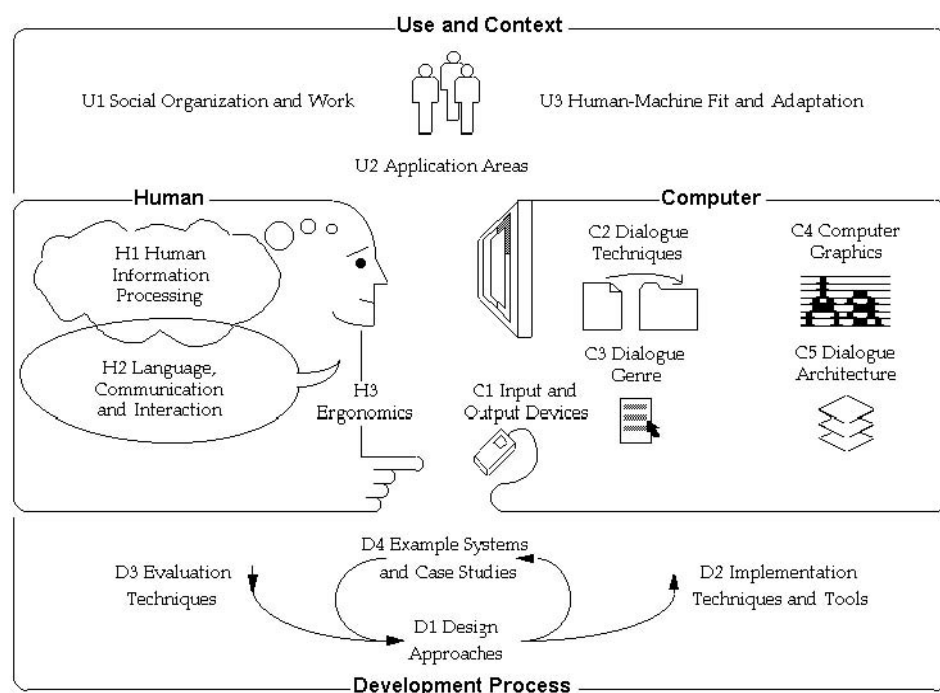 Use and Context
U1 Social Organization and Work
U3 Human-Machine Fit and Adaptation
U2 Application Areas
Human
H1 Human
Information
Processing
H2 Language,
Communication
and Interaction
H3
Ergonomics
Computer
C1 Input and
Output Devices
C2 Dialogue
Techniques
C3 Dialogue
Genre
C4 Computer
Graphics
C5 Dialogue
Architecture
D3 Evaluation
Techniques
D4 Example Systems
and Case Studies
D1 Design
Approaches
D2 Implementation
Techniques and Tools
Development Process